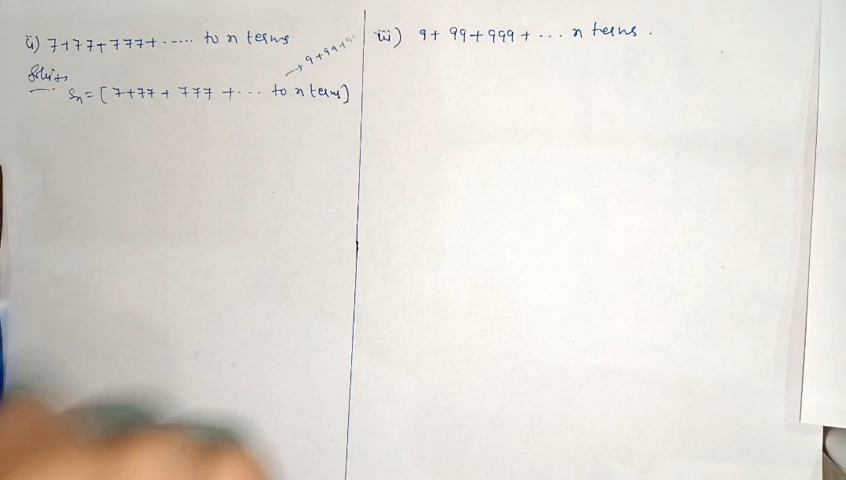 ii) 7+77+777+...... to n terms
Soln:
→ 9+99+9
Sn = [7+77+777+... to n terms]
iii) 9+99+999+... n terms.